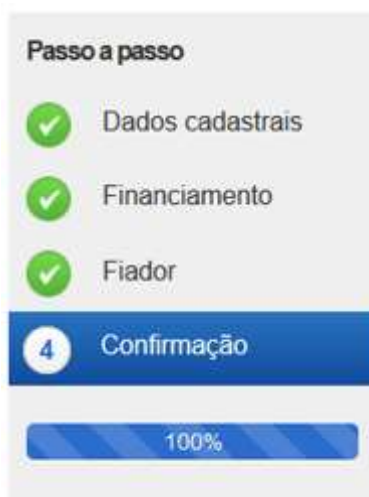 Passo a passo
Dados cadastrais
Financiamento
Fiador
4 Confirmação
100%